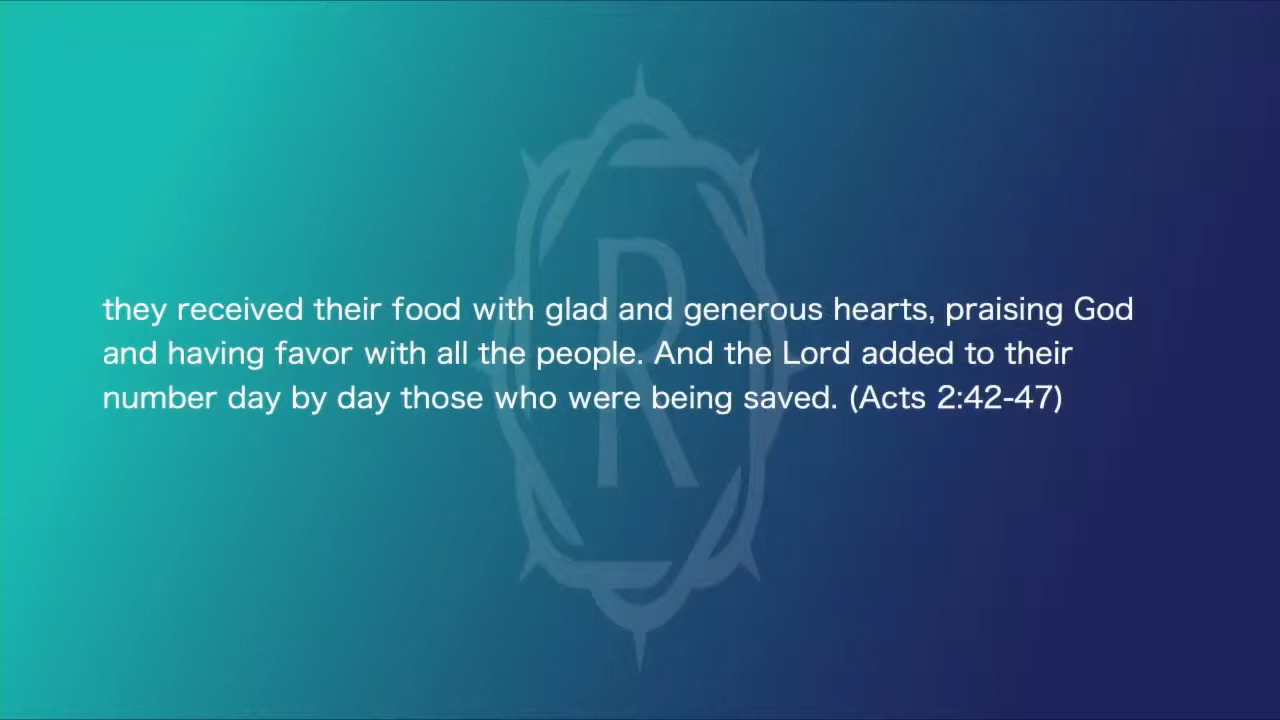 they received their food with glad and generous hearts, praising God
and having favor with all the people. And the Lord added to their
number day by day those who were being saved. (Acts 2:42-47)
R